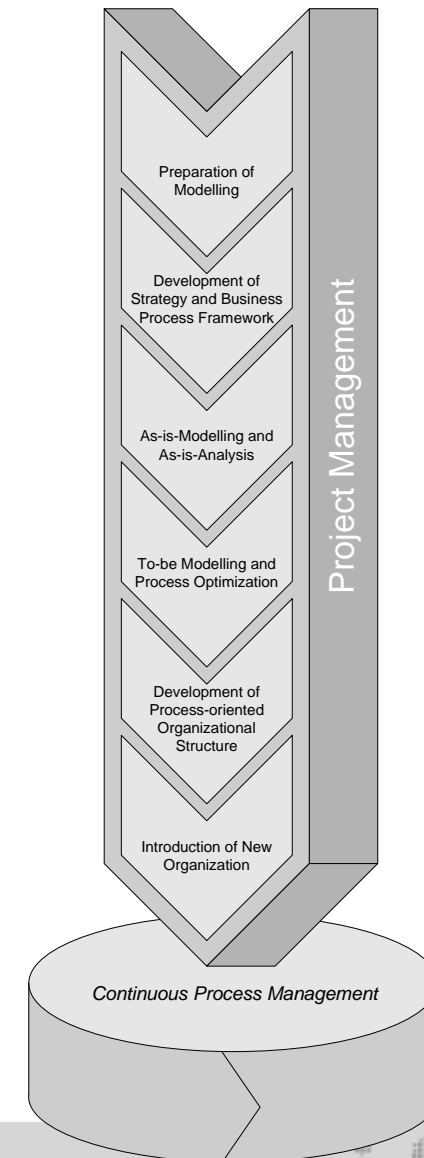 Preparation of
Modelling
Development of
Strategy and Business
Process Framework
As-is-Modelling and
As-is-Analysis
To-be Modelling and
Process Optimization
Development of
Process-oriented
Organizational
Structure
Introduction of New
Organization
Project Management
Continuous Process Management